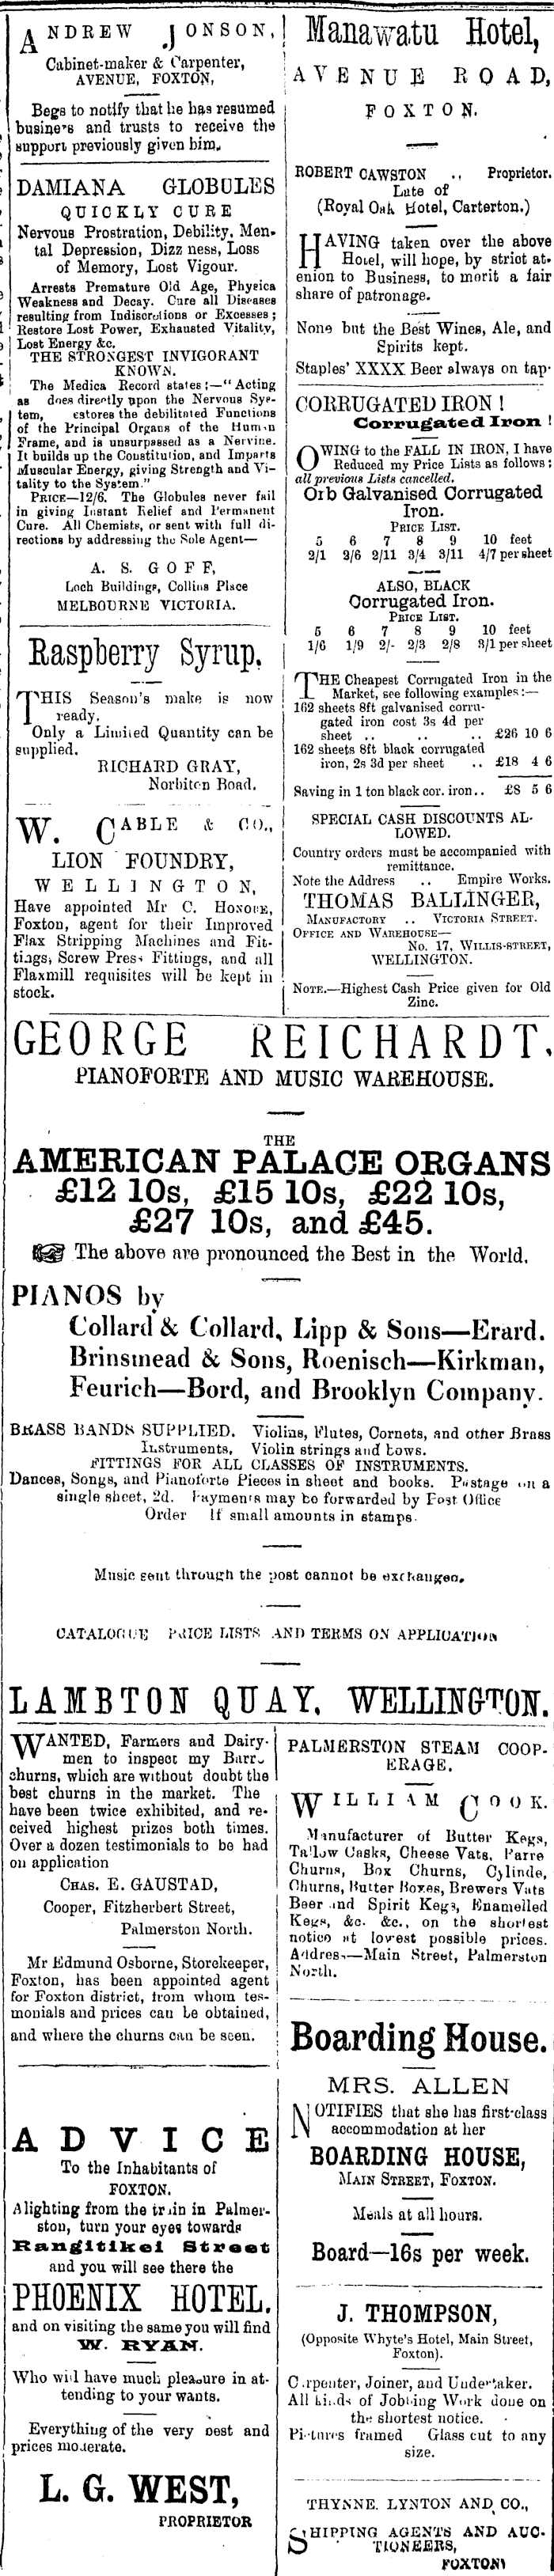 ANDREW JONSON,
Cabinet-maker & Carpenter,
AVENUE, FOXTON,
Begs to notify that he has resumed
business and trusts to receive the
support previously given him.
DAMIANA GLOBULES
QUICKLY CURE
Nervous Prostration, Debility, Men-
tal Depression, Dizz ness, Loss
of Memory, Lost Vigour.
Arrests Premature Old Age, Physica
Weakness and Decay. Cure all Diseases
resulting from Indiscretions or Excesses;
Restore Lost Power, Exhausted Vitality,
Lost Energy &c.
THE STRONGEST INVIGORANT
KNOWN.
The Medica Record states:—"Acting
as does directly upon the Nervous Sys-
tem, estores the debilitated Functions
of the Principal Organs of the Human
Frame, and is unsurpassed as a Nervine.
It builds up the Constitution, and Imparts
Muscular Energy, giving Strength and Vi-
tality to the System."
PRICE—12/6. The Globules never fail
in giving Instant Relief and Permanent
Cure. All Chemists, or sent with full di-
rections by addressing the Sole Agent—
A. S. GOFF,
Loch Buildings, Collins Place
MELBOURNE VICTORIA.
Raspberry Syrup.
THIS Season's make is now
ready.
Only a Limited Quantity can be
supplied.
RICHARD GRAY,
Norbiton Road.
W. CABLE & CO.,
LION FOUNDRY,
WELLINGTON,
Have appointed Mr C. HONORE,
Foxton, agent for their Improved
Flax Stripping Machines and Fit-
tings, Screw Press Fittings, and all
Flaxmill requisites will be kept in
stock.
Manawatu Hotel,
AVENUE ROAD,
FOXTON.
ROBERT CAWSTON .. Proprietor.
Late of
(Royal Oak Hotel, Carterton.)
HAVING taken over the above
Hotel, will hope, by striot at-
enion to Business, to merit a fair
share of patronage.
None but the Best Wines, Ale, and
Spirits kept.
Staples' XXXX Beer always on tap.
CORRUGATED IRON!
Corrugated Iron!
OWING to the FALL IN IRON, I have
Reduced my Price Lists as follows;
all previous Lists cancelled.
Orb Galvanised Corrugated
Iron.
PRICE LIST.
5 6 7 8 9 10 feet
2/1 2/6 2/11 3/4 3/11 4/7 per sheet
ALSO, BLACK
Corrugated Iron.
PRICE LIST.
5 6 7 8 9 10 feet
1/6 1/9 2/- 2/3 2/8 3/1 per sheet
THE Cheapest Corrugated Iron in the
Market, see following examples:—
162 sheets 8ft galvanised corru-
gated iron cost 3s 4d per
sheet .. .. .. £26 10 6
162 sheets 8ft black corrugated
iron, 2s 3d per sheet .. £18 4 6
Saving in 1 ton black cor. iron.. £8 5 6
SPECIAL CASH DISCOUNTS AL-
LOWED.
Country orders must be accompanied with
remittance.
Note the Address .. Empire Works.
THOMAS BALLINGER,
MANUFACTORY .. VICTORIA STREET.
OFFICE AND WAREHOUSE—
No. 17, WILLIS-STREET,
WELLINGTON.
NOTE.—Highest Cash Price given for Old
Zinc.
GEORGE REICHARDT.
PIANOFORTE AND MUSIC WAREHOUSE.
THE
AMERICAN PALACE ORGANS
£12 10s, £15 10s, £22 10s,
£27 10s, and £45.
The above are pronounced the Best in the World.
PIANOS by
Collard & Collard, Lipp & Sons—Erard.
Brinsmead & Sons, Roenisch—Kirkman,
Feurich—Bord, and Brooklyn Company.
BRASS BANDS SUPPLIED. Violins, Flutes, Cornets, and other Brass
Instruments, Violin strings and bows.
FITTINGS FOR ALL CLASSES OF INSTRUMENTS.
Dances, Songs, and Pianoforte Pieces in sheet and books. Postage on a
single sheet, 2d. Payments may be forwarded by Post Office
Order If small amounts in stamps.
Music sent through the post cannot be exchanged.
CATALOGUE PRICE LISTS AND TERMS ON APPLICATION
LAMBTON QUAY, WELLINGTON.
WANTED, Farmers and Dairy-
men to inspect my Barr
churns, which are without doubt the
best churns in the market. The
have been twice exhibited, and re-
ceived highest prizes both times.
Over a dozen testimonials to be had
on application
CHAS. E. GAUSTAD,
Cooper, Fitzherbert Street,
Palmerston North.
Mr Edmund Osborne, Storekeeper,
Foxton, has been appointed agent
for Foxton district, from whom tes-
monials and prices can be obtained,
and where the churns can be seen.
ADVICE
To the Inhabitants of
FOXTON.
Alighting from the train in Palmer-
ston, turn your eyes towards
Rangitikei Street
and you will see there the
PHOENIX HOTEL.
and on visiting the same you will find
W. RYAN.
Who will have much pleasure in at-
tending to your wants.
Everything of the very best and
prices moderate.
L. G. WEST,
PROPRIETOR
PALMERSTON STEAM COOP-
ERAGE.
WILLIAM COOK.
Manufacturer of Butter Kegs,
Tallow Casks, Cheese Vats, Barre
Churns, Box Churns, Cylinde,
Churns, Butter Boxes, Brewers Vats
Beer and Spirit Kegs, Enamelled
Kegs, &c. &c., on the shortest
notice at lowest possible prices.
Address—Main Street, Palmerston
North.
Boarding House.
MRS. ALLEN
NOTIFIES that she has first-class
accommodation at her
BOARDING HOUSE,
MAIN STREET, FOXTON.
Meals at all hours.
Board—16s per week.
J. THOMPSON,
(Opposite Whyte's Hotel, Main Street,
Foxton).
Carpenter, Joiner, and Undertaker.
All kinds of Jobbing Work done on
the shortest notice.
Pictures framed Glass cut to any
size.
THYNNE. LYNTON AND CO.,
SHIPPING AGENTS AND AUC-
TIONEERS,
FOXTON